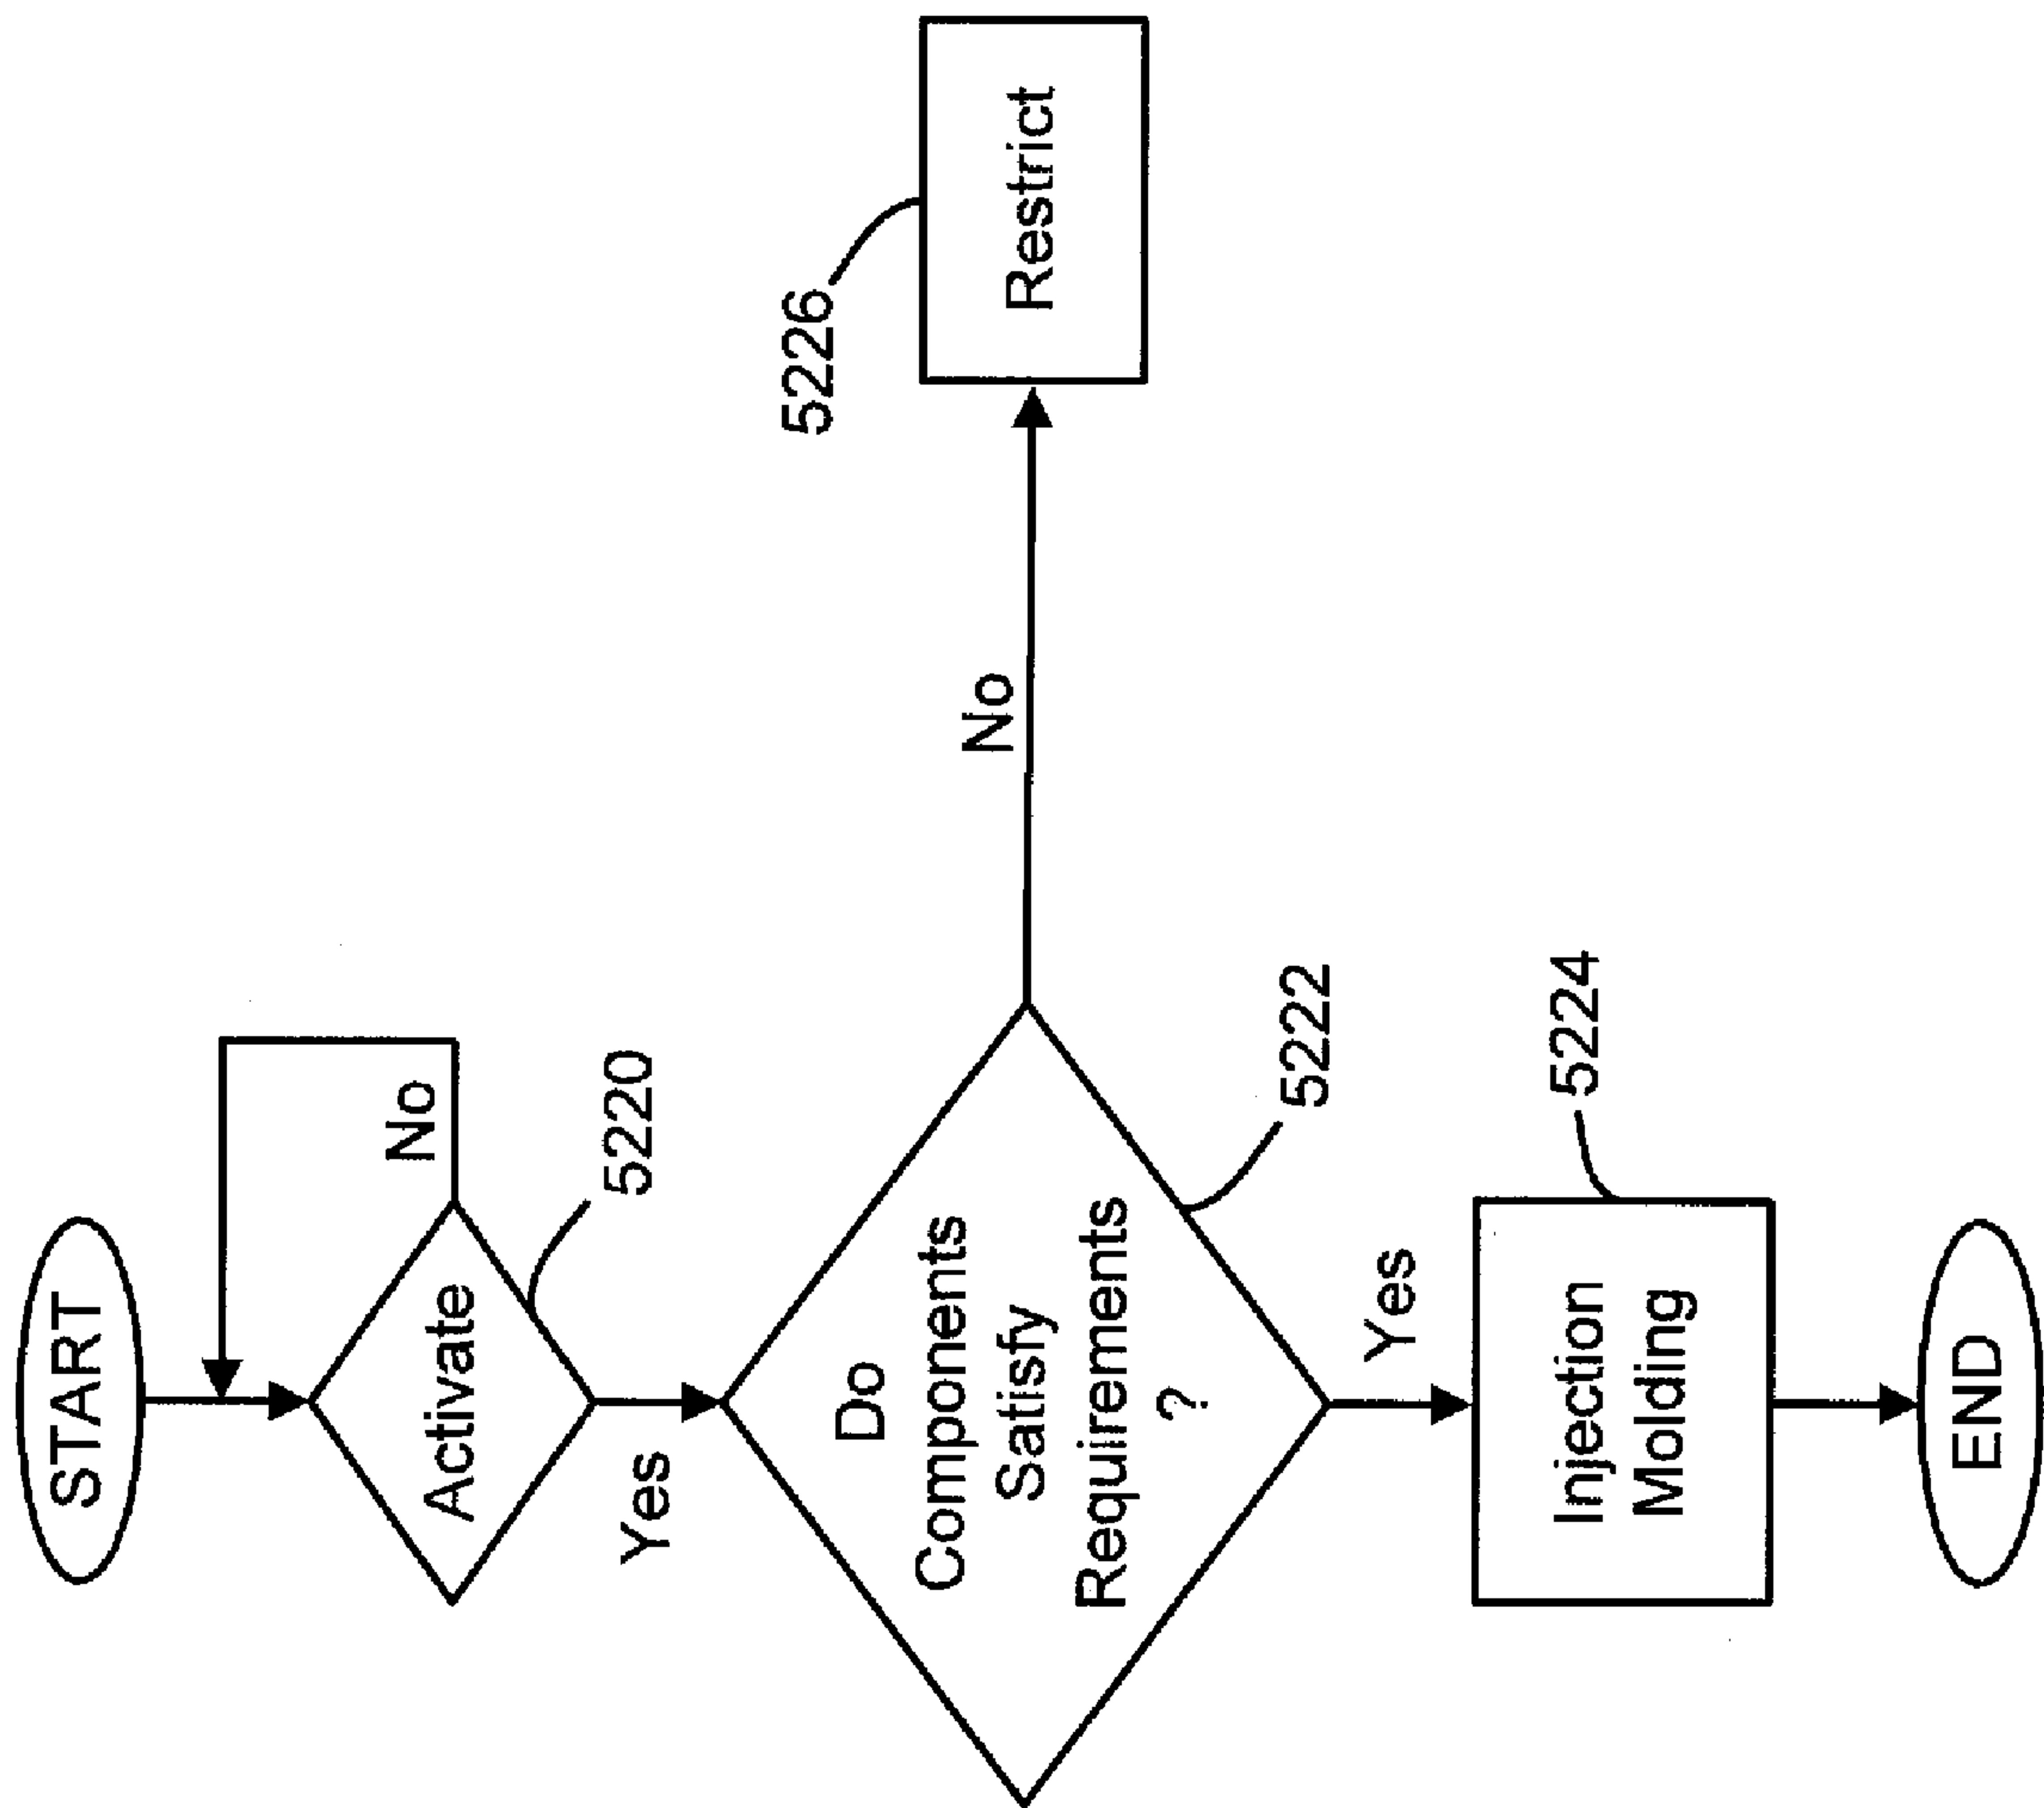 START
No
Activate
5220
Yes
Do
Components
Satisfy
Requirements
?
5222
No
5226
Restrict
Yes
5224
Injection
Molding
END